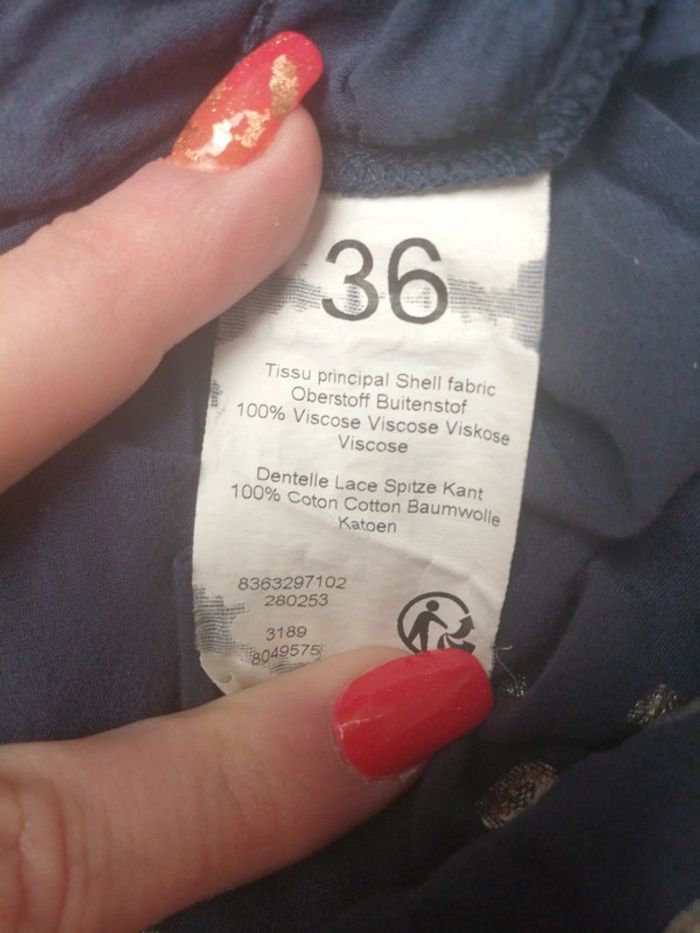 36
Tissu principal Shell fabric
Oberstoff Buitenstof
100% Viscose Viscose Viskose
Viscose
Dentelle Lace Spitze Kant
100% Coton Cotton Baumwolle
Katoen
8363297102
280253
3189